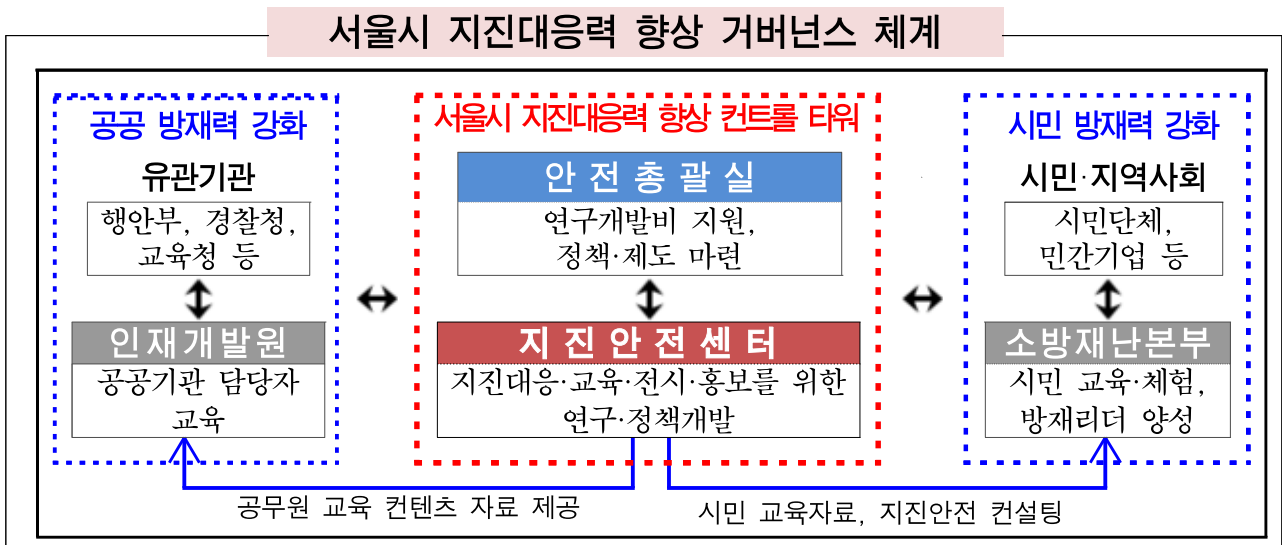 서울시 지진대응력 향상 거버넌스 체계
공공 방재력 강화
유관기관
행안부, 경찰청,
교육청 등
인재개발원
공공기관 담당자
교육
서울시 지진대응력 향상 컨트롤 타워
안전총괄실
연구개발비 지원,
정책·제도 마련
지진안전센터
지진대응·교육·전시·홍보를 위한
연구·정책개발
시민 방재력 강화
시민·지역사회
시민단체,
민간기업 등
소방재난본부
시민 교육·체험,
방재리더 양성
공무원 교육 컨텐츠 자료 제공
시민 교육자료, 지진안전 컨설팅